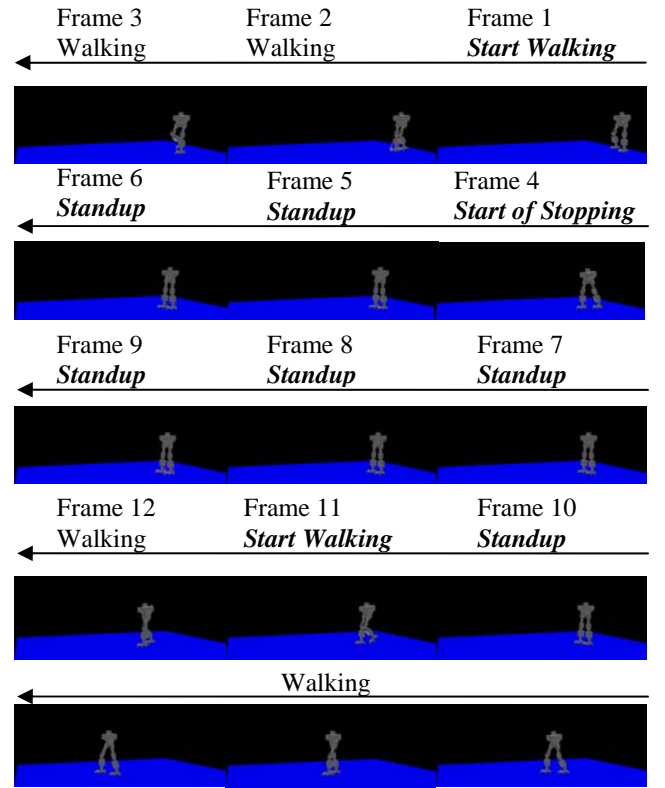 Frame 3 Frame 2 Frame 1
Walking Walking Start Walking
Frame 6 Frame 5 Frame 4
Standup Standup Start of Stopping
Frame 9 Frame 8 Frame 7
Standup Standup Standup
Frame 12 Frame 11 Frame 10
Walking Start Walking Standup
Walking